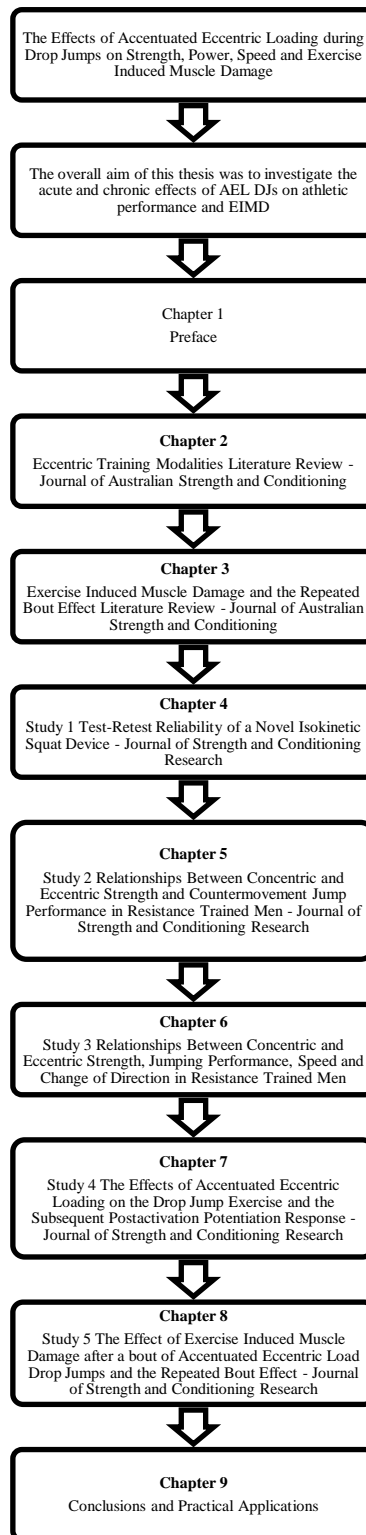 The Effects of Accentuated Eccentric Loading during
Drop Jumps on Strength, Power, Speed and Exercise
Induced Muscle Damage
The overall aim of this thesis was to investigate the
acute and chronic effects of AEL DJs on athletic
performance and EIMD
Chapter 1
Preface
Chapter 2
Eccentric Training Modalities Literature Review -
Journal of Australian Strength and Conditioning
Chapter 3
Exercise Induced Muscle Damage and the Repeated
Bout Effect Literature Review - Journal of Australian
Strength and Conditioning
Chapter 4
Study 1 Test-Retest Reliability of a Novel Isokinetic
Squat Device - Journal of Strength and Conditioning
Research
Chapter 5
Study 2 Relationships Between Concentric and
Eccentric Strength and Countermovement Jump
Performance in Resistance Trained Men - Journal of
Strength and Conditioning Research
Chapter 6
Study 3 Relationships Between Concentric and
Eccentric Strength, Jumping Performance, Speed and
Change of Direction in Resistance Trained Men
Chapter 7
Study 4 The Effects of Accentuated Eccentric
Loading on the Drop Jump Exercise and the
Subsequent Postactivation Potentiation Response -
Journal of Strength and Conditioning Research
Chapter 8
Study 5 The Effect of Exercise Induced Muscle
Damage after a bout of Accentuated Eccentric Load
Drop Jumps and the Repeated Bout Effect - Journal
of Strength and Conditioning Research
Chapter 9
Conclusions and Practical Applications